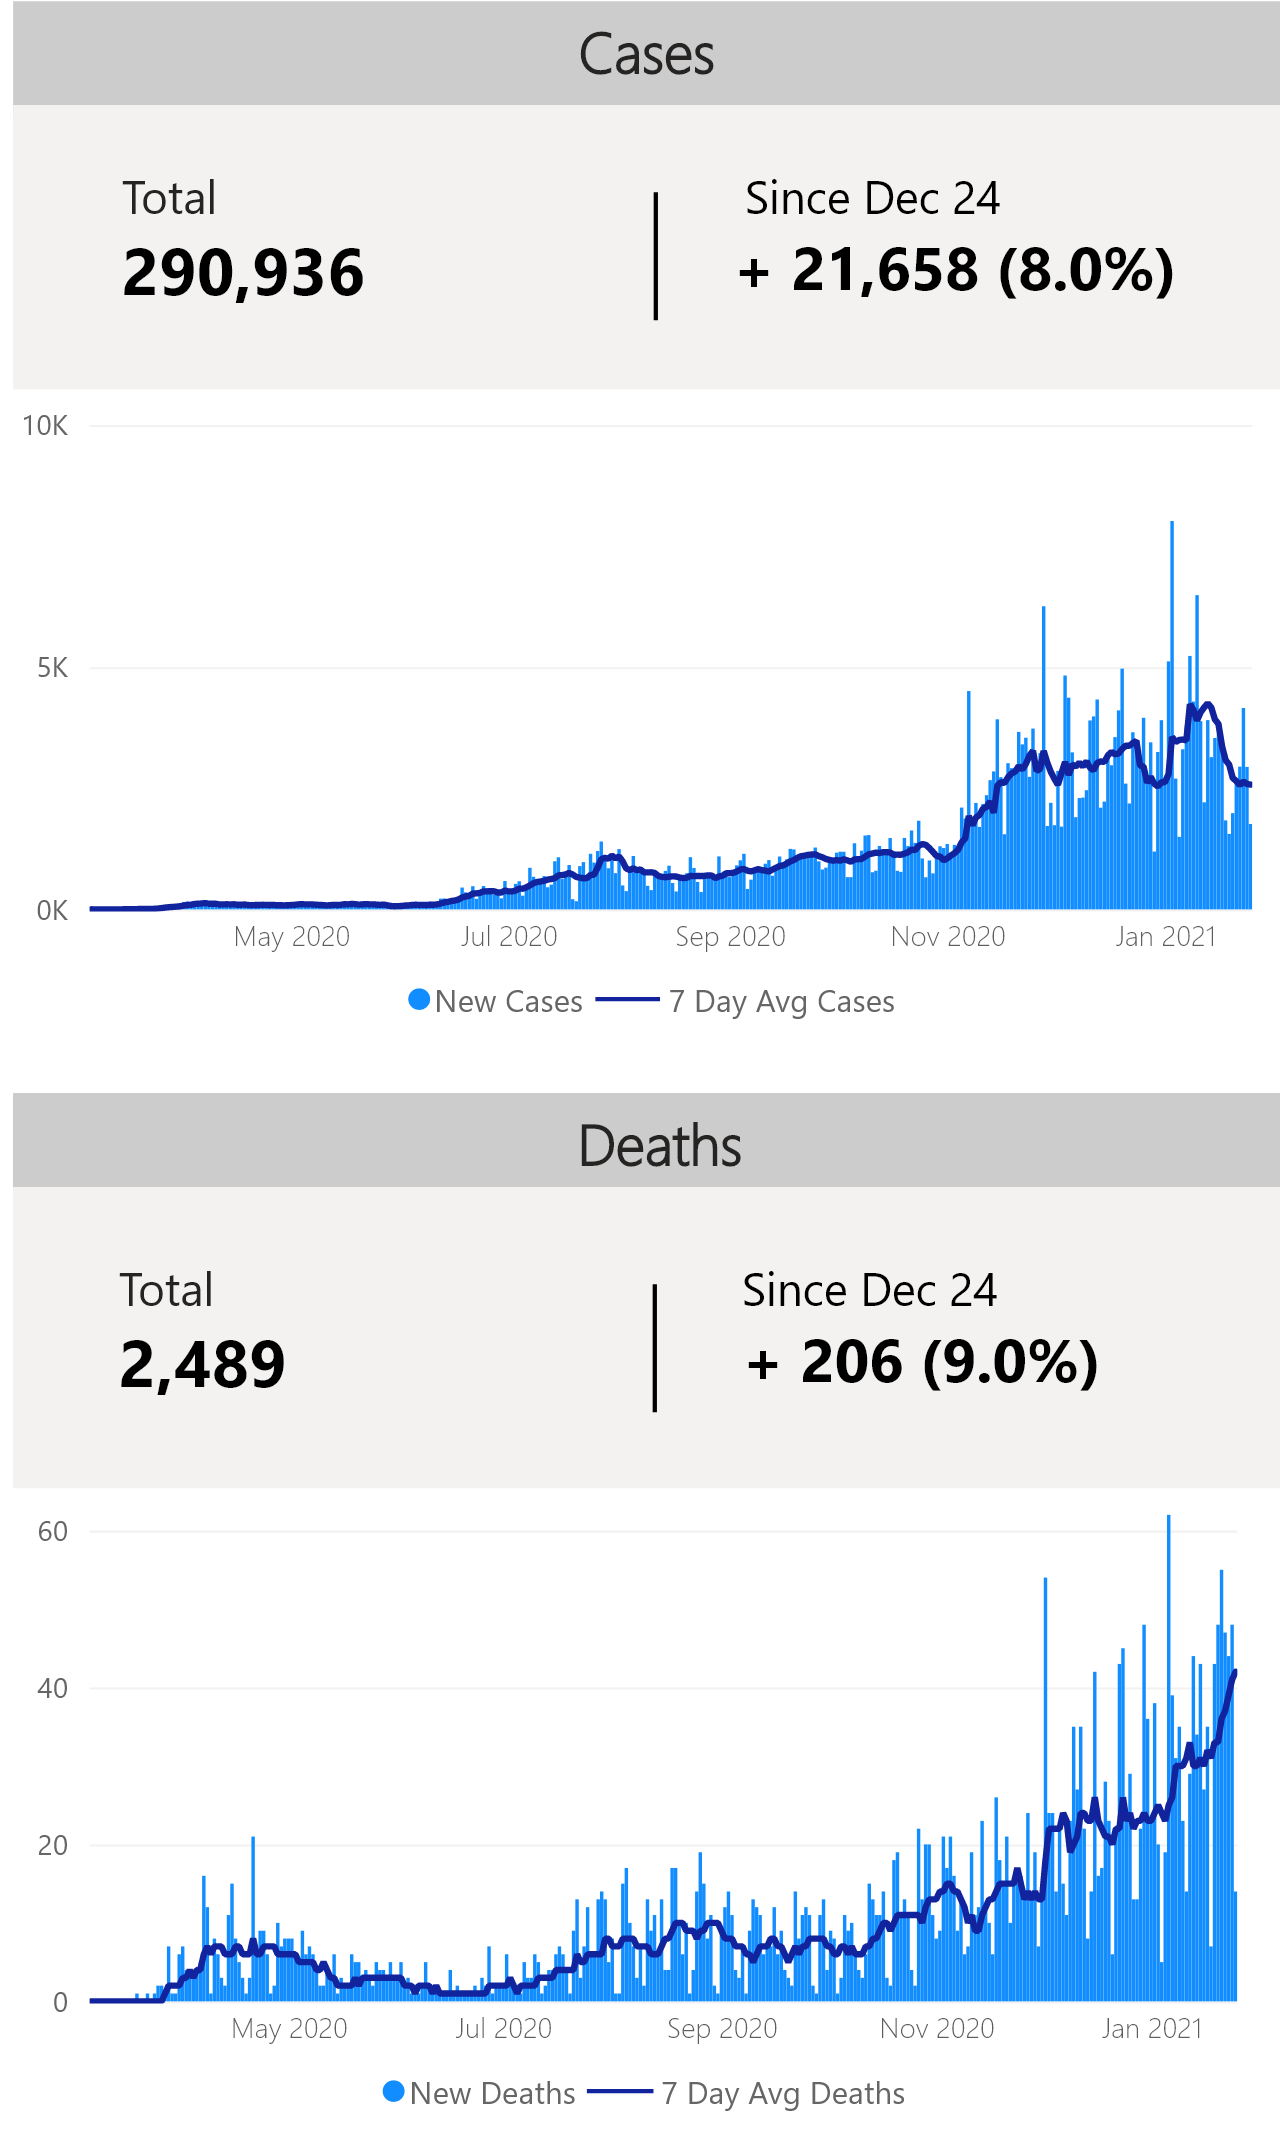 Cases
Total
290,936
Since Dec 24
+ 21,658 (8.0%)
10K
5K
0K
May 2020 Jul 2020 Sep 2020 Nov 2020 Jan 2021
New Cases 7 Day Avg Cases
Deaths
Total
2,489
Since Dec 24
+ 206 (9.0%)
60
40
20
0
May 2020 Jul 2020 Sep 2020 Nov 2020 Jan 2021
New Deaths 7 Day Avg Deaths